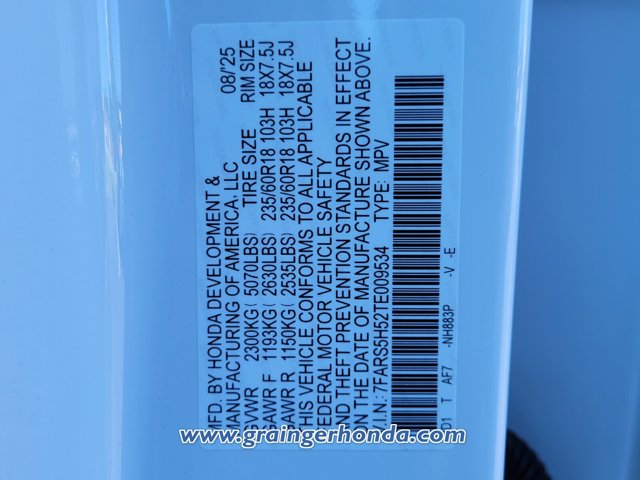 MFD. BY HONDA DEVELOPMENT &
MANUFACTURING OF AMERICA, LLC 08/'25
GVWR 2300KG( 5070LBS) TIRE SIZE RIM SIZE
GAWR F 1193KG( 2630LBS) 235/60R18 103H 18X7.5J
GAWR R 1150KG( 2535LBS) 235/60R18 103H 18X7.5J
THIS VEHICLE CONFORMS TO ALL APPLICABLE
FEDERAL MOTOR VEHICLE SAFETY
AND THEFT PREVENTION STANDARDS IN EFFECT
ON THE DATE OF MANUFACTURE SHOWN ABOVE.
V.I.N.: 7FARS5H52TE009534 TYPE: MPV
T AF7 -NH883P -V -E
www.graingerhonda.com